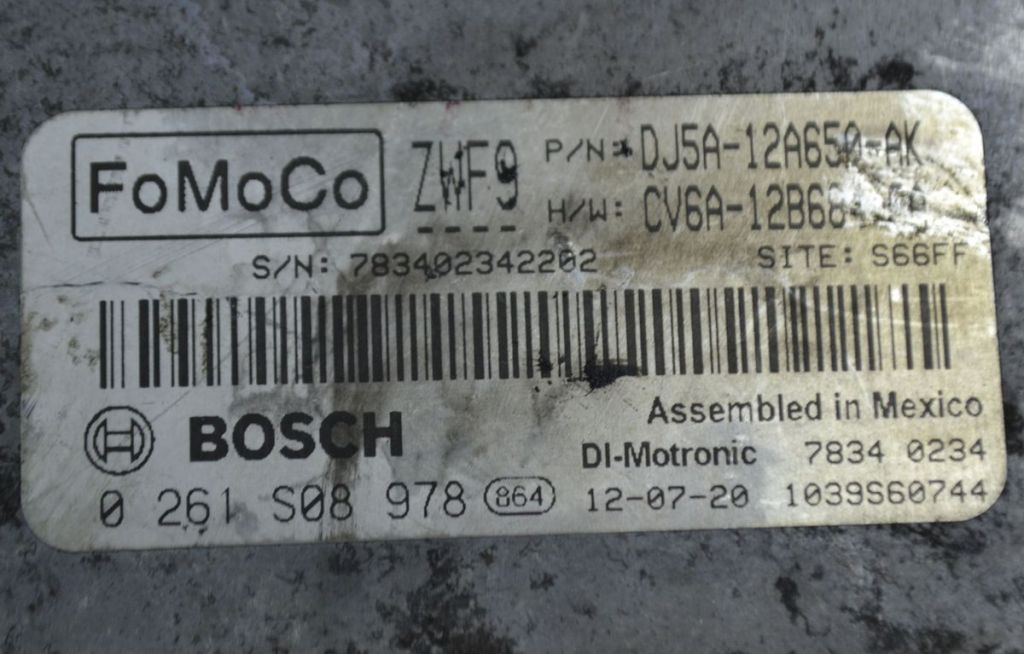 FoMoCo ZWF9 P/N: DJ5A-12A650-AK
H/W: CV6A-12B684-
S/N: 783402342202 SITE: S66FF
BOSCH Assembled in Mexico
DI-Motronic 7834 0234
0 261 S08 978 864 12-07-20 1039S60744